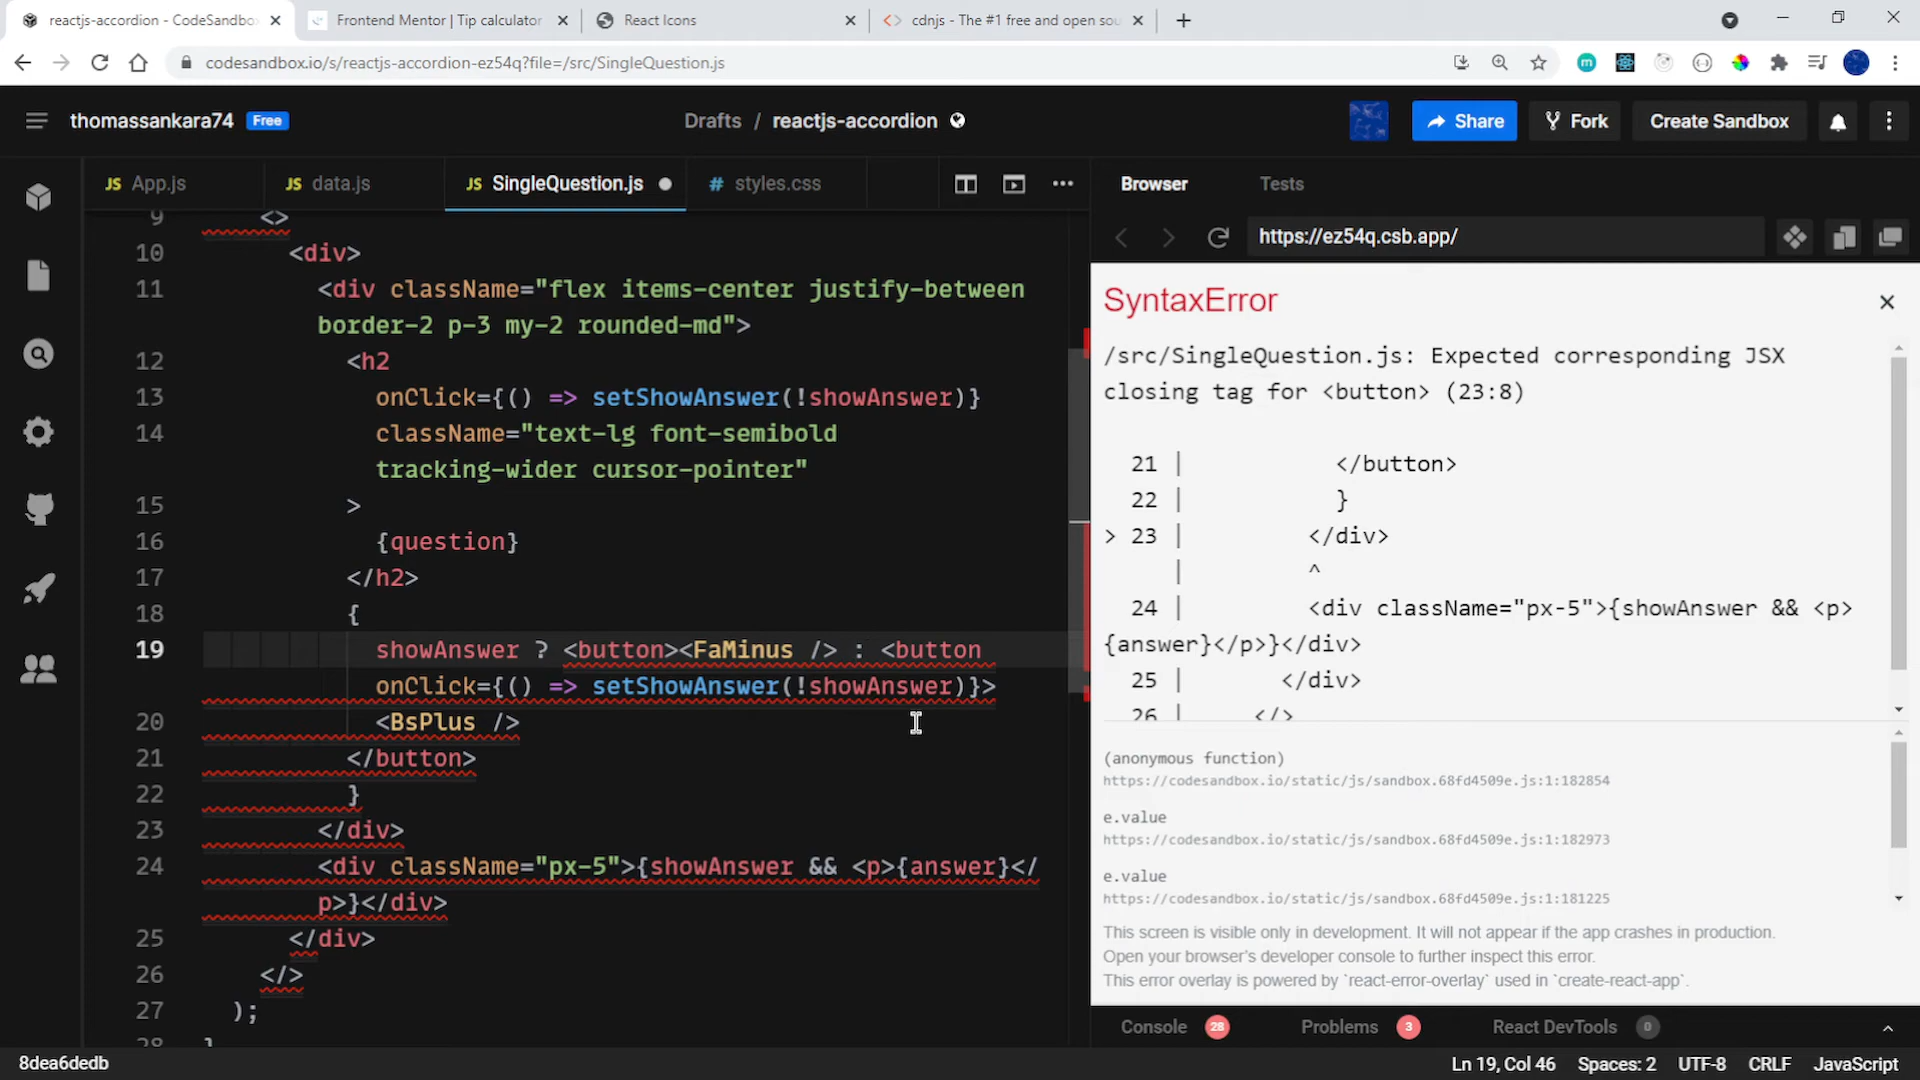 reactjs-accordion - CodeSandbo
Frontend Mentor | Tip calculator
React Icons
cdnjs - The #1 free and open sou
codesandbox.io/s/reactjs-accordion-ez54q?file=/src/SingleQuestion.js
thomassankara74 Free
Drafts / reactjs-accordion
Share
Fork
Create Sandbox
JS App.js
JS data.js
JS SingleQuestion.js
# styles.css
Browser
Tests
https://ez54q.csb.app/
9 <>
10 <div>
11 <div className="flex items-center justify-between
border-2 p-3 my-2 rounded-md">
12 <h2
13 onClick={() => setShowAnswer(!showAnswer)}
14 className="text-lg font-semibold
tracking-wider cursor-pointer"
15 >
16 {question}
17 </h2>
18 {
19 showAnswer ? <button><FaMinus /> : <button
onClick={() => setShowAnswer(!showAnswer)}>
20 <BsPlus />
21 </button>
22 }
23 </div>
24 <div className="px-5">{showAnswer && <p>{answer}</
p>}</div>
25 </div>
26 </>
27 );
28 }
SyntaxError
/src/SingleQuestion.js: Expected corresponding JSX
closing tag for <button> (23:8)
21 | </button>
22 | }
> 23 | </div>
| ^
24 | <div className="px-5">{showAnswer && <p>
{answer}</p>}</div>
25 | </div>
26 | </>
(anonymous function)
https://codesandbox.io/static/js/sandbox.68fd4509e.js:1:182854
e.value
https://codesandbox.io/static/js/sandbox.68fd4509e.js:1:182973
e.value
https://codesandbox.io/static/js/sandbox.68fd4509e.js:1:181225
This screen is visible only in development. It will not appear if the app crashes in production.
Open your browser's developer console to further inspect this error.
This error overlay is powered by `react-error-overlay` used in `create-react-app`.
Console 28
Problems 3
React DevTools 0
8dea6dedb
Ln 19, Col 46 Spaces: 2 UTF-8 CRLF JavaScript